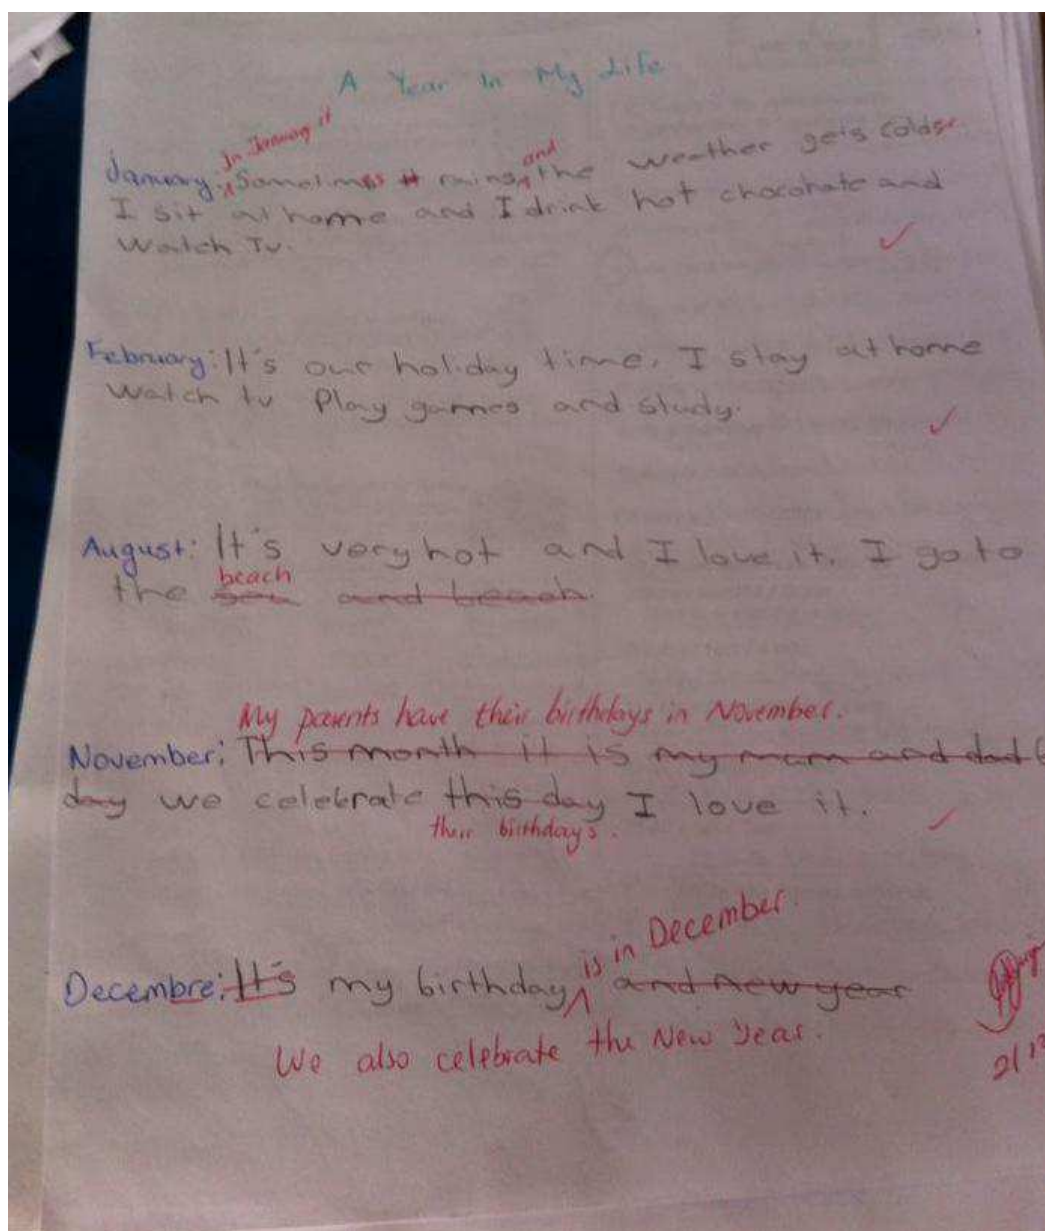 A Year In My Life
In January it
and
January: Sometimes it rains the weather gets colds
I sit at home and I drink hot chocohate and
Watch Tv.
February: It's our holiday time. I stay at home
Watch tv Play games and study.
August: It's very hot and I love it. I go to
beach
the sea and beach.
My parents have their birthdays in November.
November: This month it is my mum and dad
day we celebrate this day I love it.
their birthdays.
is in December.
Decembre: It's my birthday and new year
We also celebrate the New Year.